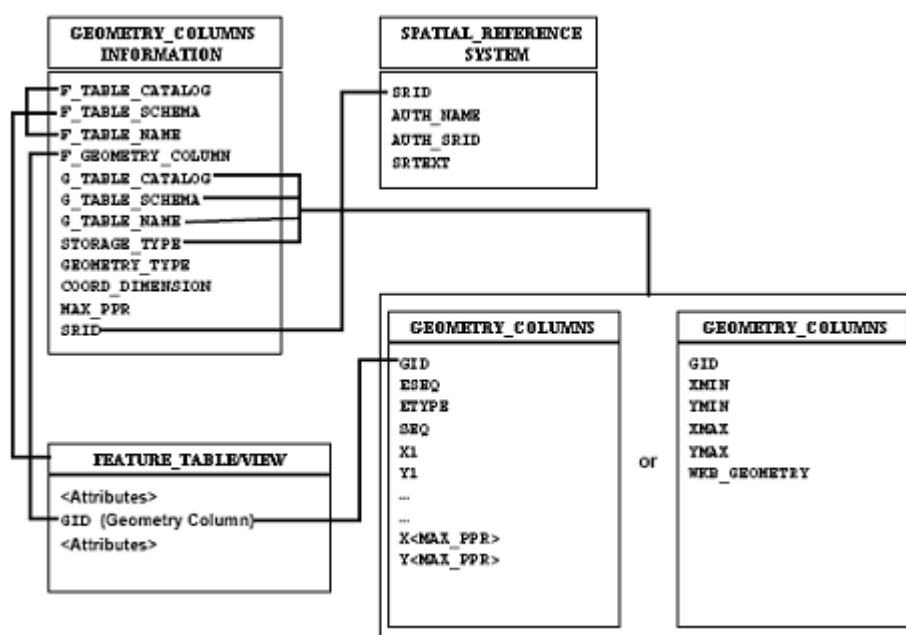 GEOMETRY_COLUMNS
INFORMATION
F_TABLE_CATALOG
F_TABLE_SCHEMA
F_TABLE_NAME
F_GEOMETRY_COLUMN
G_TABLE_CATALOG
G_TABLE_SCHEMA
G_TABLE_NAME
STORAGE_TYPE
GEOMETRY_TYPE
COORD_DIMENSION
MAX_PPR
SRID
SPATIAL_REFERENCE
SYSTEM
SRID
AUTH_NAME
AUTH_SRID
SRTEXT
FEATURE_TABLE/VIEW
<Attributes>
GID (Geometry Column)
<Attributes>
GEOMETRY_COLUMNS
GID
ESEQ
ETYPE
SEQ
X1
Y1
...
...
X<MAX_PPR>
Y<MAX_PPR>
or
GEOMETRY_COLUMNS
GID
XMIN
YMIN
XMAX
YMAX
WKB_GEOMETRY